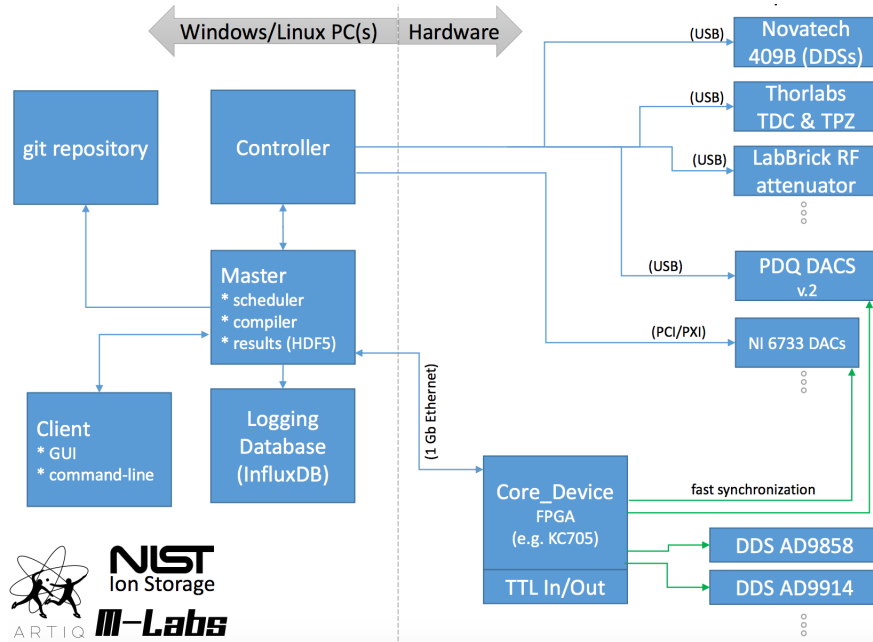 Windows/Linux PC(s)
Hardware
git repository
Controller
Master
* scheduler
* compiler
* results (HDF5)
Client
* GUI
* command-line
Logging
Database
(InfluxDB)
(1 Gb Ethernet)
(USB)
Novatech
409B (DDSs)
(USB)
Thorlabs
TDC & TPZ
(USB)
LabBrick RF
attenuator
(USB)
PDQ DACS
v.2
(PCI/PXI)
NI 6733 DACs
Core_Device
FPGA
(e.g. KC705)
TTL In/Out
fast synchronization
DDS AD9858
DDS AD9914
ARTIQ
NIST
Ion Storage
M-Labs